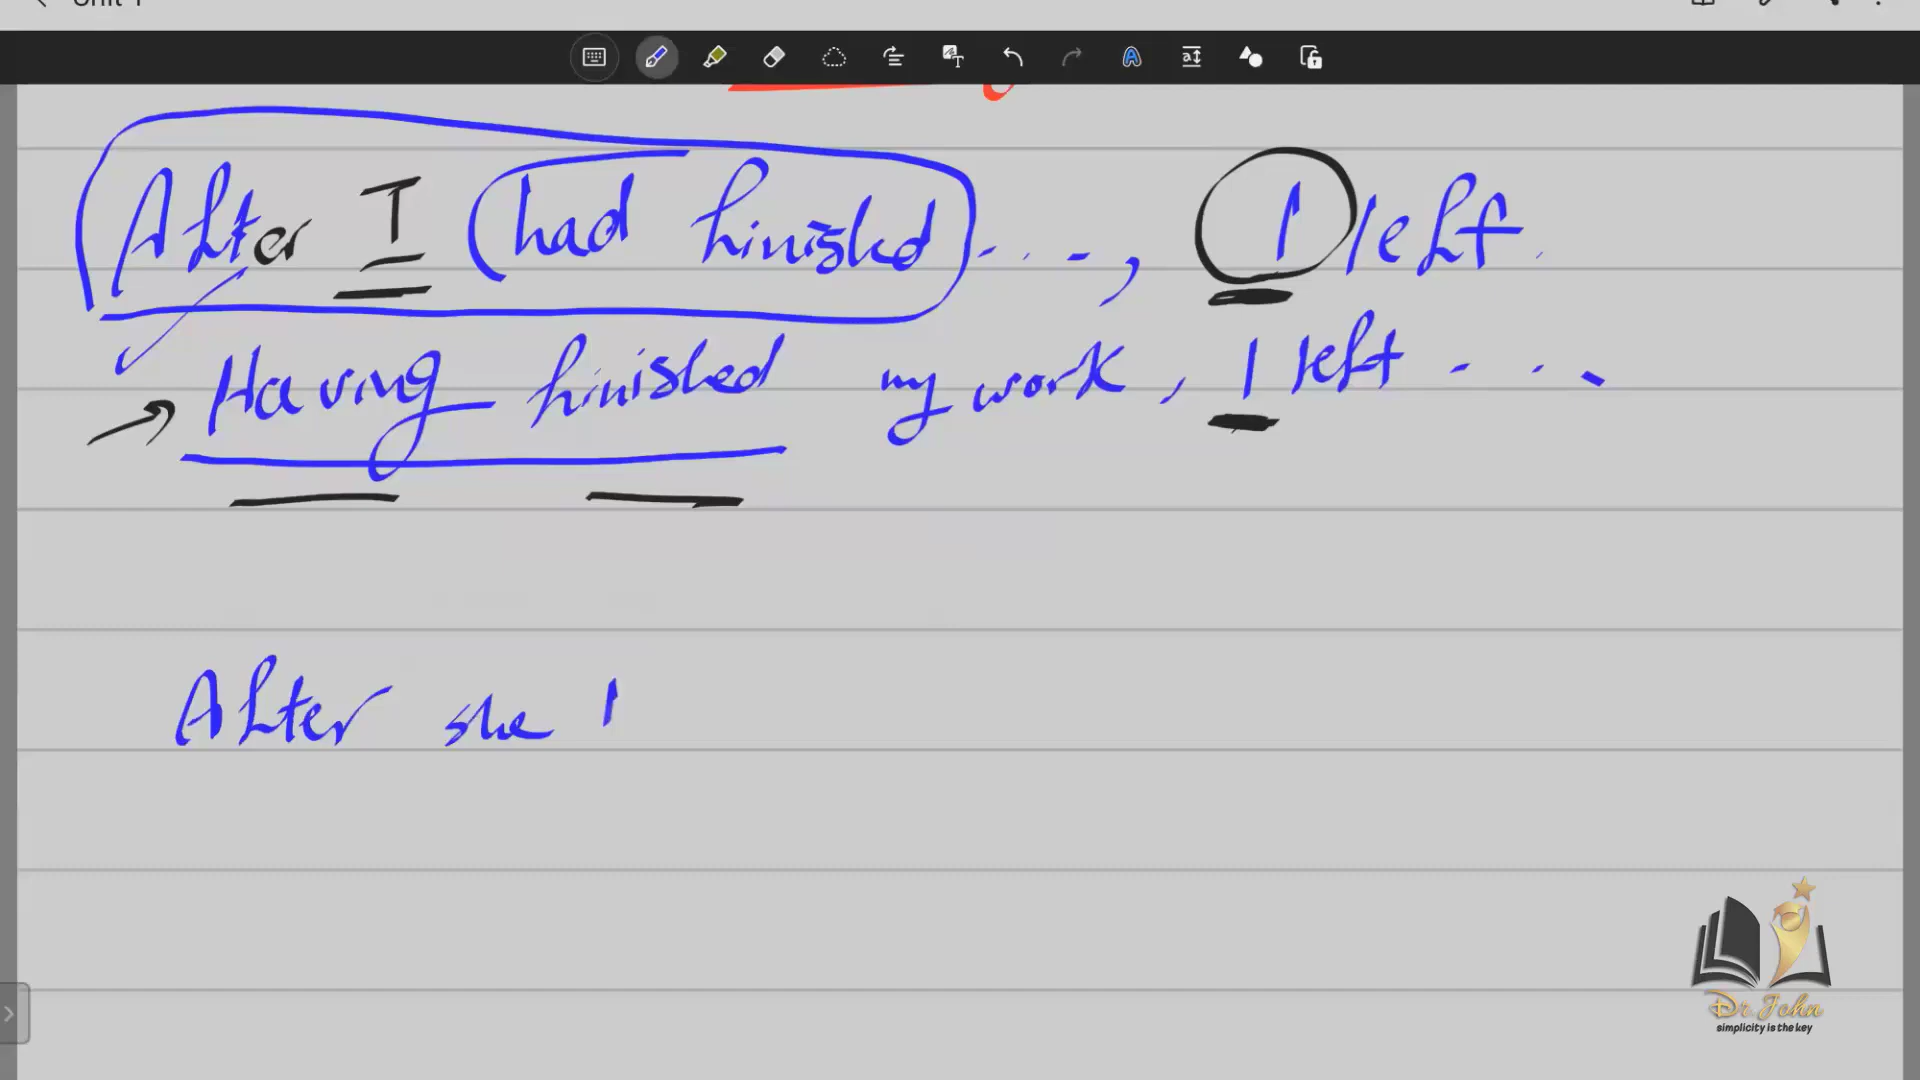 After I had finished ...., I left.
Having finished my work, I left ...
After she
Dr. John
simplicity is the key